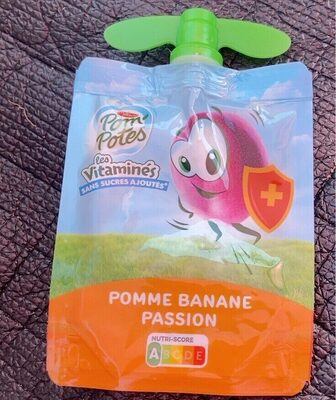 Pom'
Potes
les
Vitaminés
SANS SUCRES AJOUTÉS*
POMME BANANE
PASSION
NUTRI-SCORE
A B C D E